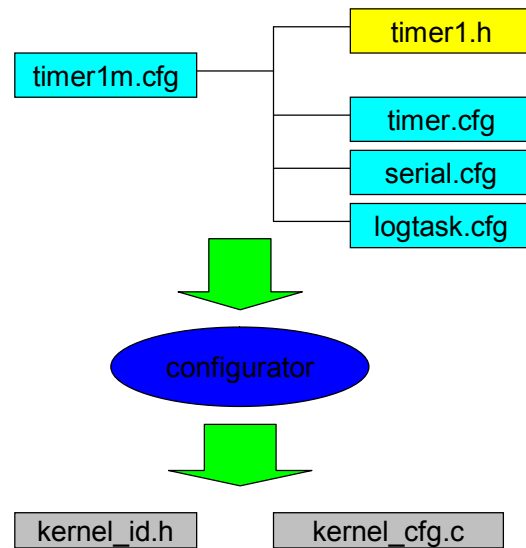 timer1.h
timer1m.cfg
timer.cfg
serial.cfg
logtask.cfg
configurator
kernel_id.h
kernel_cfg.c